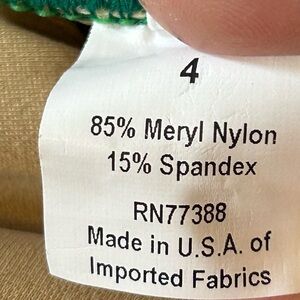 4
85% Meryl Nylon
15% Spandex
RN77388
Made in U.S.A. of
Imported Fabrics